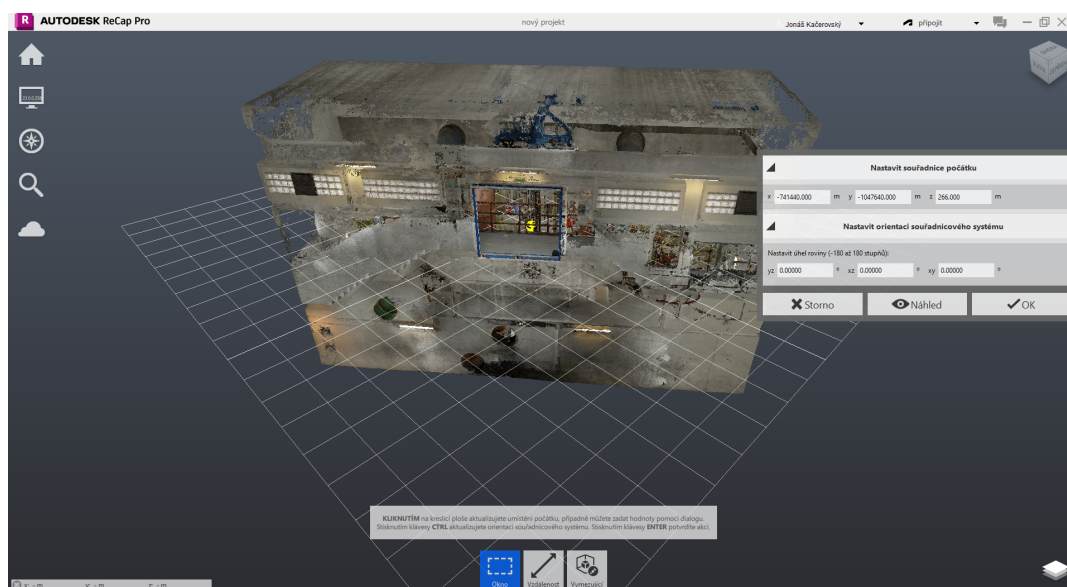 R AUTODESK ReCap Pro
nový projekt
Jonáš Kačerovský
připojit
Nastavit souřadnice počátku
x -741440.000 m y -1047640.000 m z 266.000 m
Nastavit orientaci souřadnicového systému
Nastavit úhel roviny (-180 až 180 stupňů):
yz 0.00000 ° xz 0.00000 ° xy 0.00000 °
Storno
Náhled
OK
KLIKNUTÍM na kreslicí ploše aktualizujete umístění počátku, případně můžete zadat hodnoty pomocí dialogu.
Stisknutím klávesy CTRL aktualizujete orientaci souřadnicového systému. Stisknutím klávesy ENTER potvrdíte akci.
Okno
Vzdálenost
Vymezující